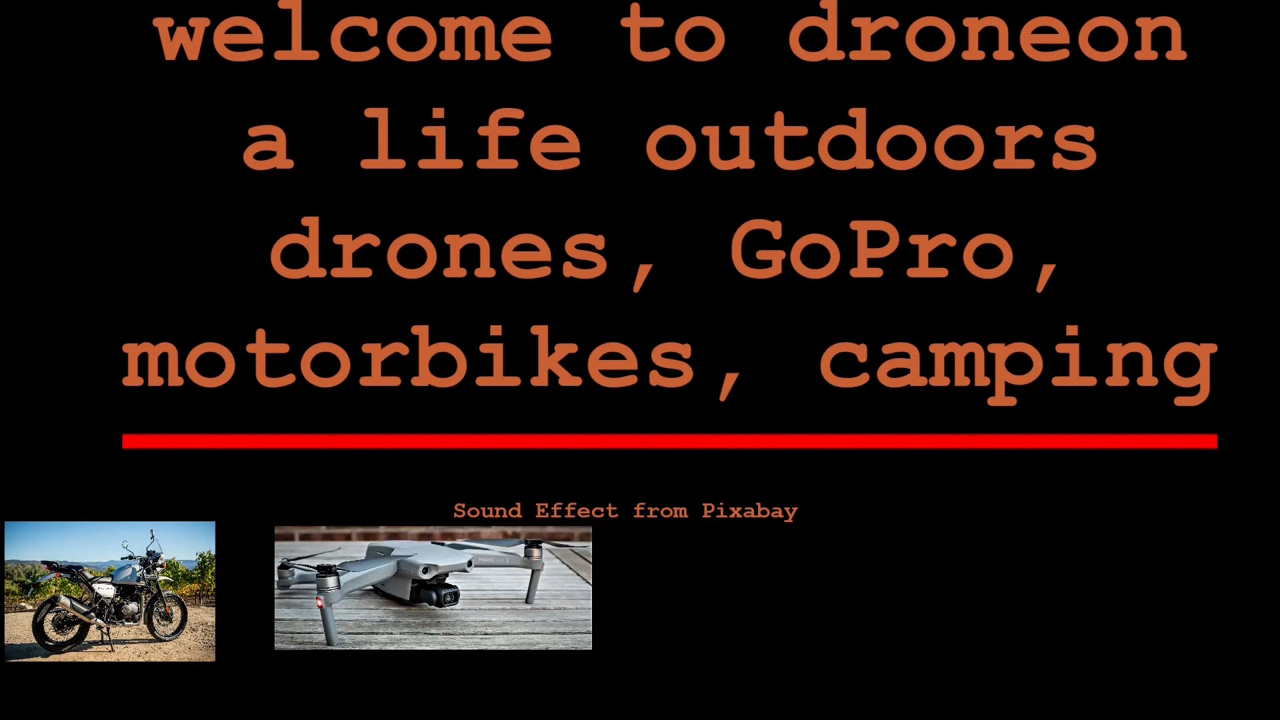 welcome to droneon
a life outdoors
drones, GoPro,
motorbikes, camping
Sound Effect from Pixabay